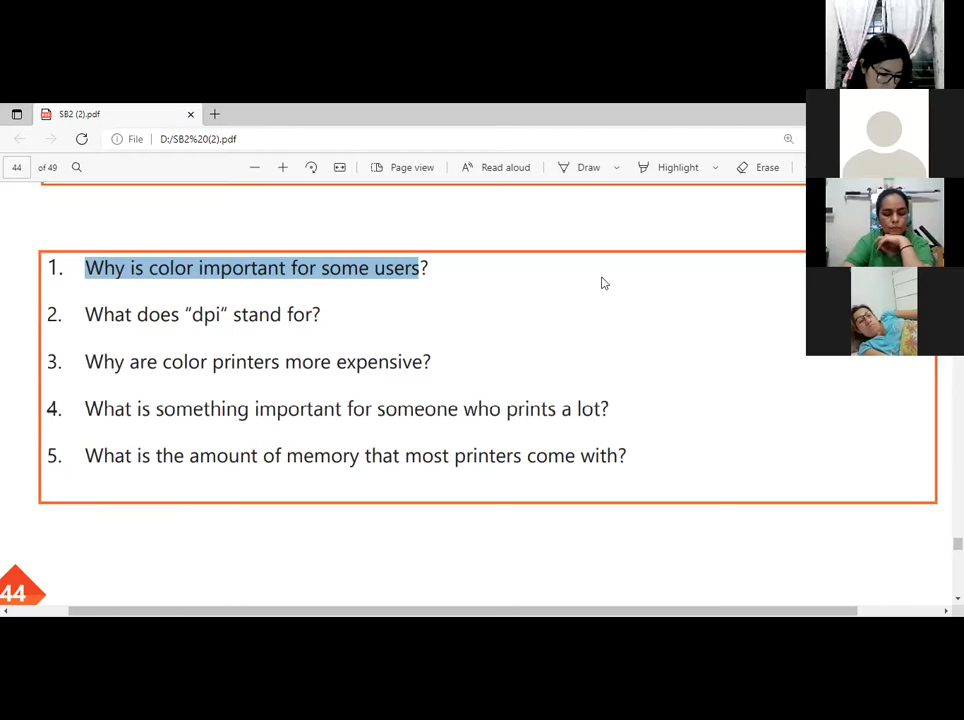 SB2 (2).pdf
File D:/SB2%20(2).pdf
44 of 49 Page view Read aloud Draw Highlight Erase
1. Why is color important for some users?
2. What does “dpi“ stand for?
3. Why are color printers more expensive?
4. What is something important for someone who prints a lot?
5. What is the amount of memory that most printers come with?
44